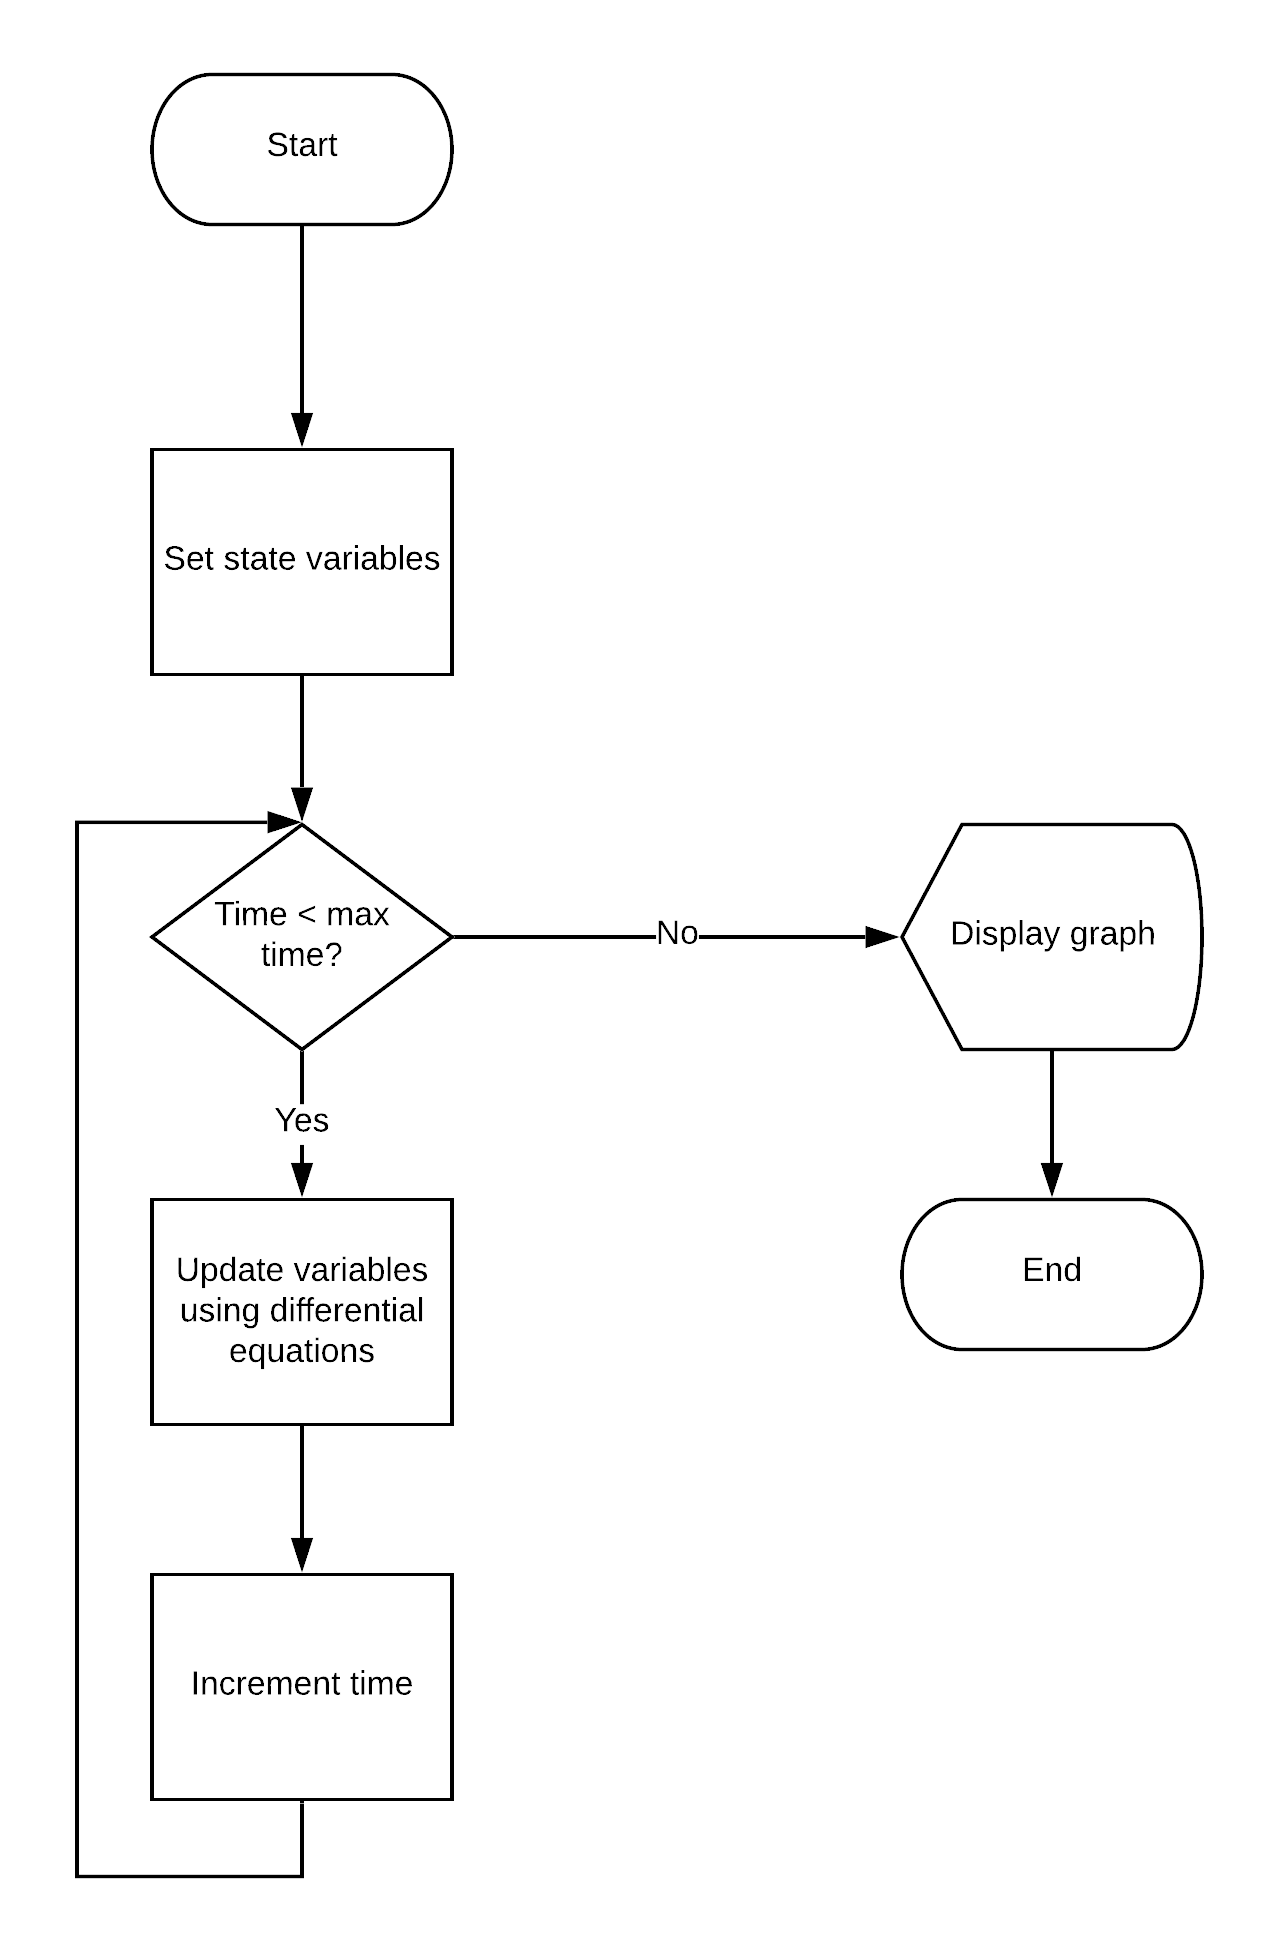 Start
Set state variables
Time < max
time?
No
Display graph
Yes
Update variables
using differential
equations
End
Increment time